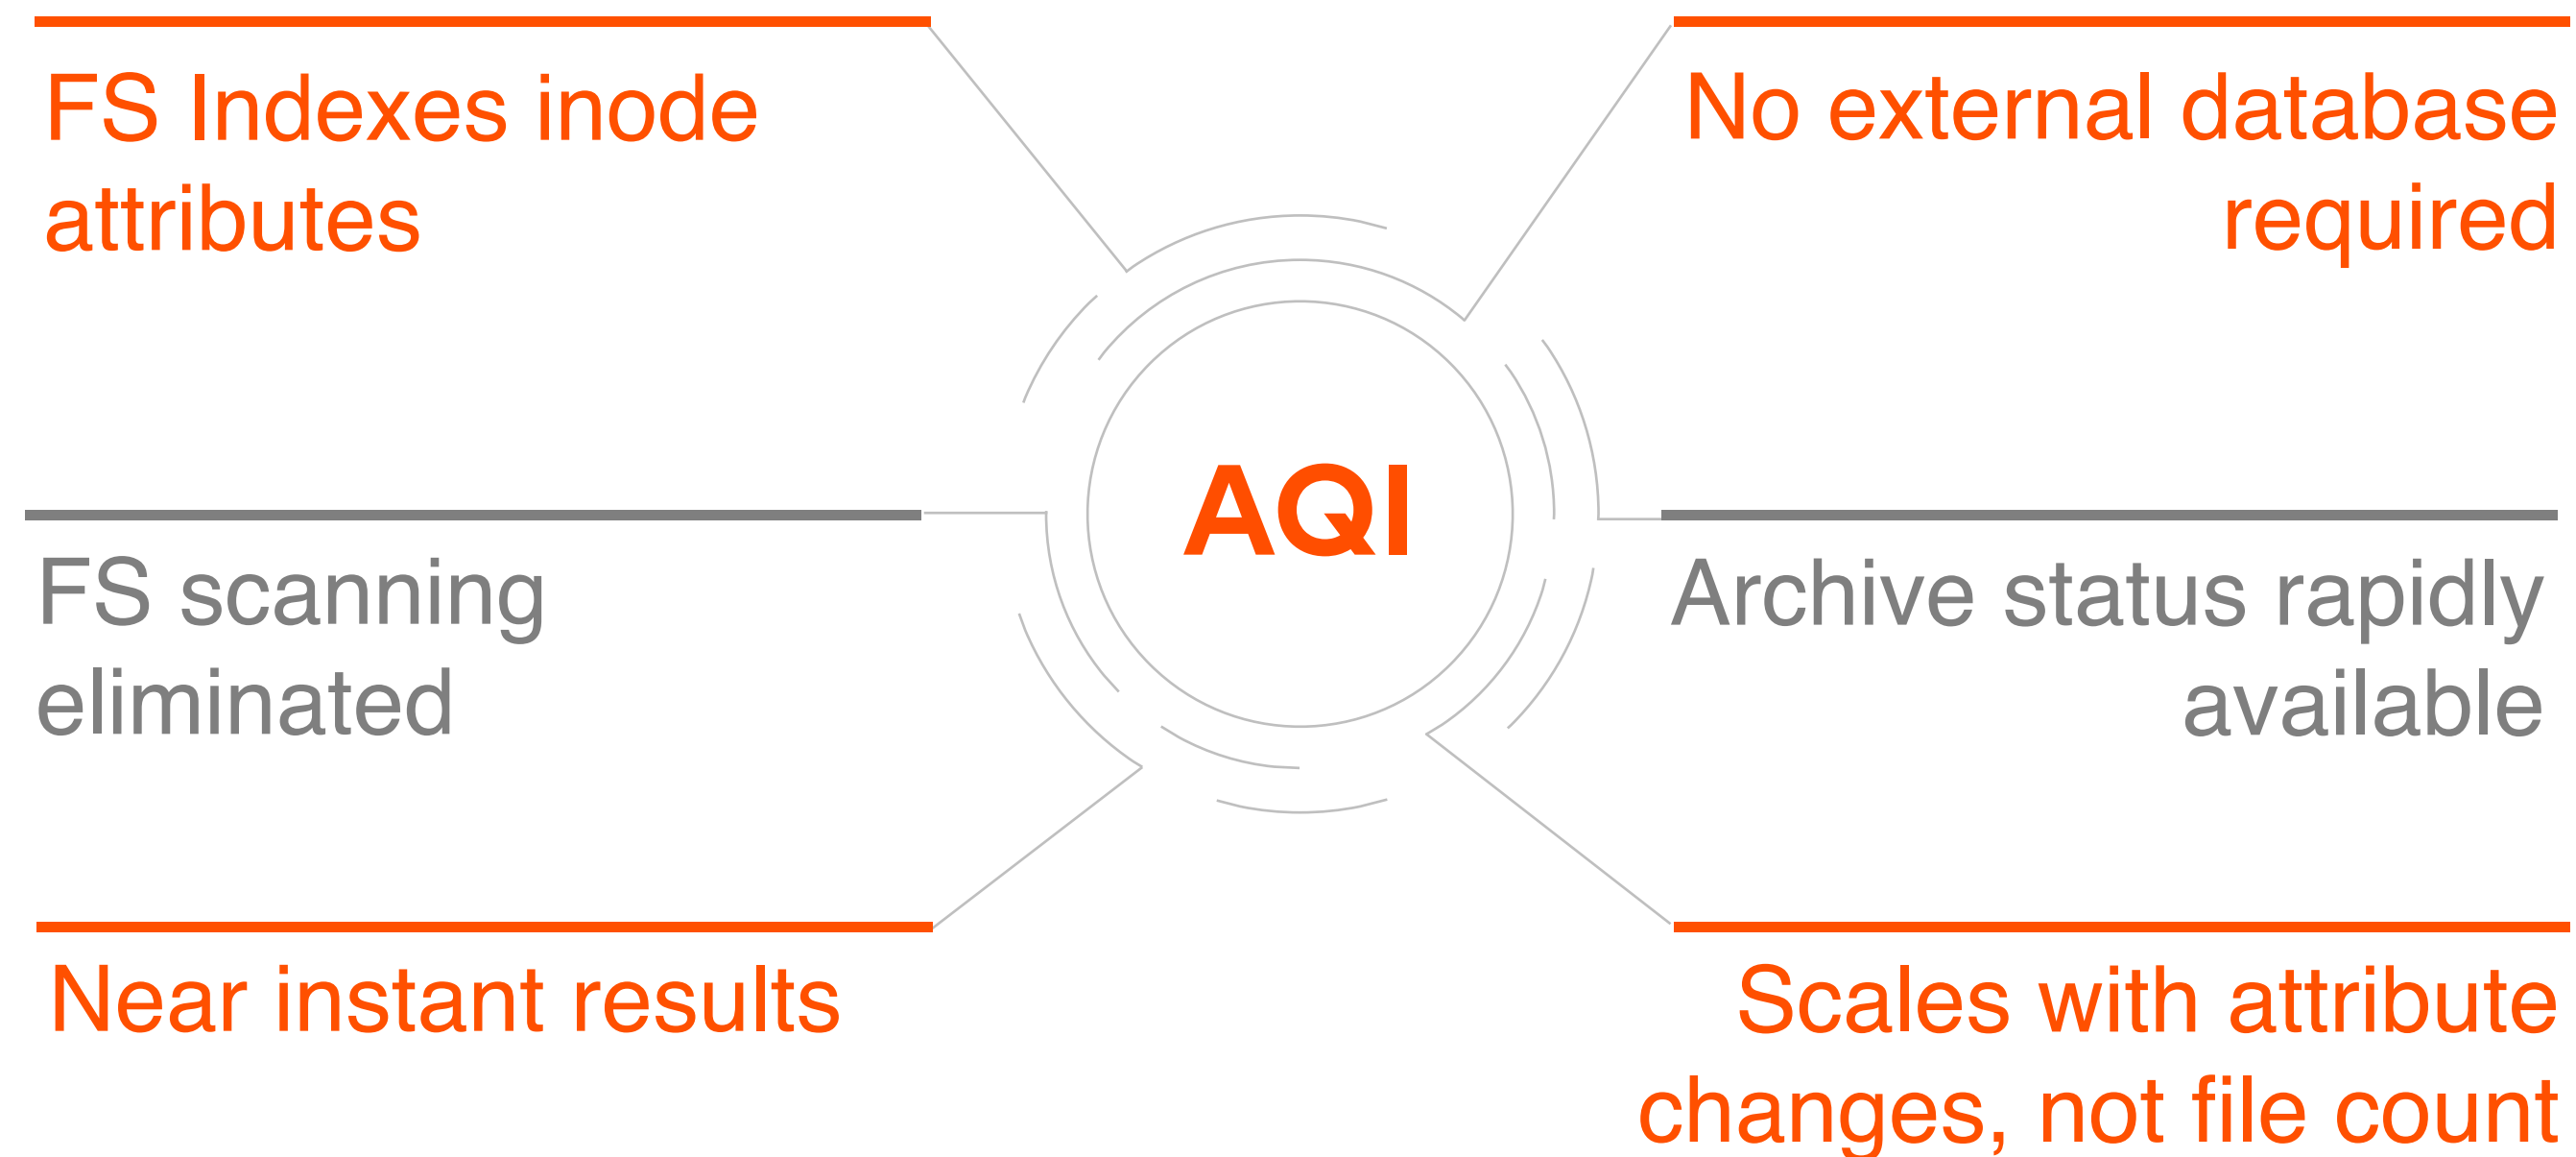 FS Indexes inode
attributes
No external database
required
AQI
FS scanning
eliminated
Archive status rapidly
available
Near instant results
Scales with attribute
changes, not file count